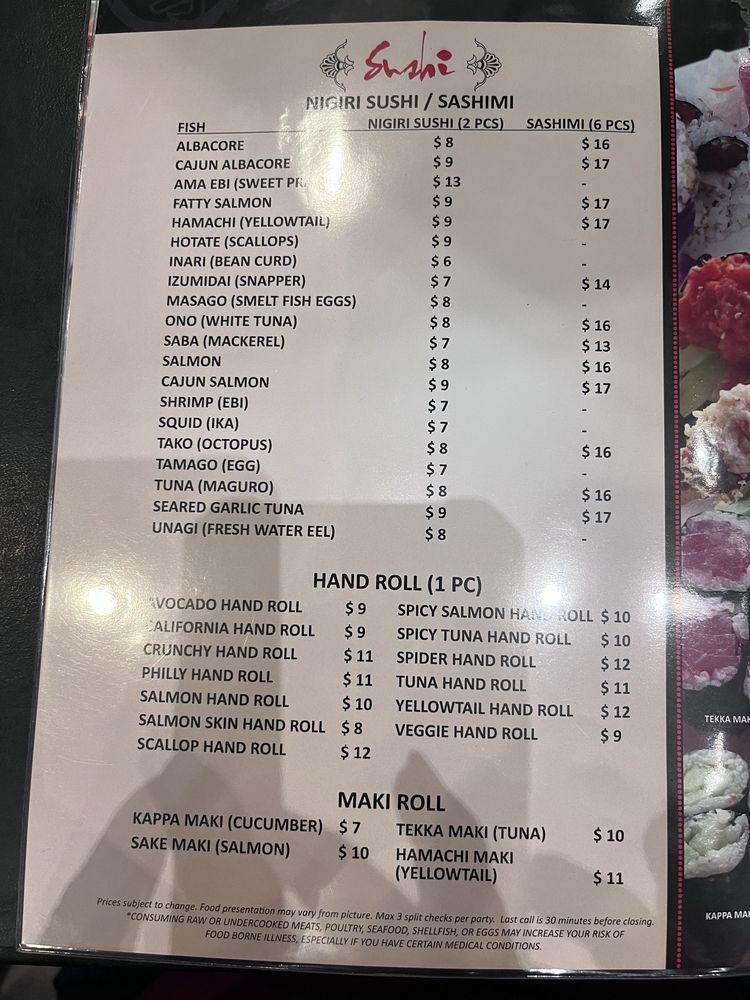 Sushi
NIGIRI SUSHI / SASHIMI
FISH NIGIRI SUSHI (2 PCS) SASHIMI (6 PCS)
ALBACORE $ 8 $ 16
CAJUN ALBACORE $ 9 $ 17
AMA EBI (SWEET $ 13 -
FATTY SALMON $ 9 $ 17
HAMACHI (YELLOWTAIL) $ 9 $ 17
HOTATE (SCALLOPS) $ 9 -
INARI (BEAN CURD) $ 6 -
IZUMIDAI (SNAPPER) $ 7 $ 14
MASAGO (SMELT FISH EGGS) $ 8 -
ONO (WHITE TUNA) $ 8 $ 16
SABA (MACKEREL) $ 7 $ 13
SALMON $ 8 $ 16
CAJUN SALMON $ 9 $ 17
SHRIMP (EBI) $ 7 -
SQUID (IKA) $ 7 -
TAKO (OCTOPUS) $ 8 $ 16
TAMAGO (EGG) $ 7 -
TUNA (MAGURO) $ 8 $ 16
SEARED GARLIC TUNA $ 9 $ 17
UNAGI (FRESH WATER EEL) $ 8 -
HAND ROLL (1 PC)
AVOCADO HAND ROLL $ 9 SPICY SALMON HAND ROLL $ 10
CALIFORNIA HAND ROLL $ 9 SPICY TUNA HAND ROLL $ 10
CRUNCHY HAND ROLL $ 11 SPIDER HAND ROLL $ 12
PHILLY HAND ROLL $ 11 TUNA HAND ROLL $ 11
SALMON HAND ROLL $ 10 YELLOWTAIL HAND ROLL $ 12
SALMON SKIN HAND ROLL $ 8 VEGGIE HAND ROLL $ 9
SCALLOP HAND ROLL $ 12
MAKI ROLL
KAPPA MAKI (CUCUMBER) $ 7 TEKKA MAKI (TUNA) $ 10
SAKE MAKI (SALMON) $ 10 HAMACHI MAKI
(YELLOWTAIL) $ 11
Prices subject to change. Food presentation may vary from picture. Max 3 split checks per party. Last call is 30 minutes before closing.
*CONSUMING RAW OR UNDERCOOKED MEATS, POULTRY, SEAFOOD, SHELLFISH, OR EGGS MAY INCREASE YOUR RISK OF
FOOD BORNE ILLNESS, ESPECIALLY IF YOU HAVE CERTAIN MEDICAL CONDITIONS.
TEKKA
KAPPA